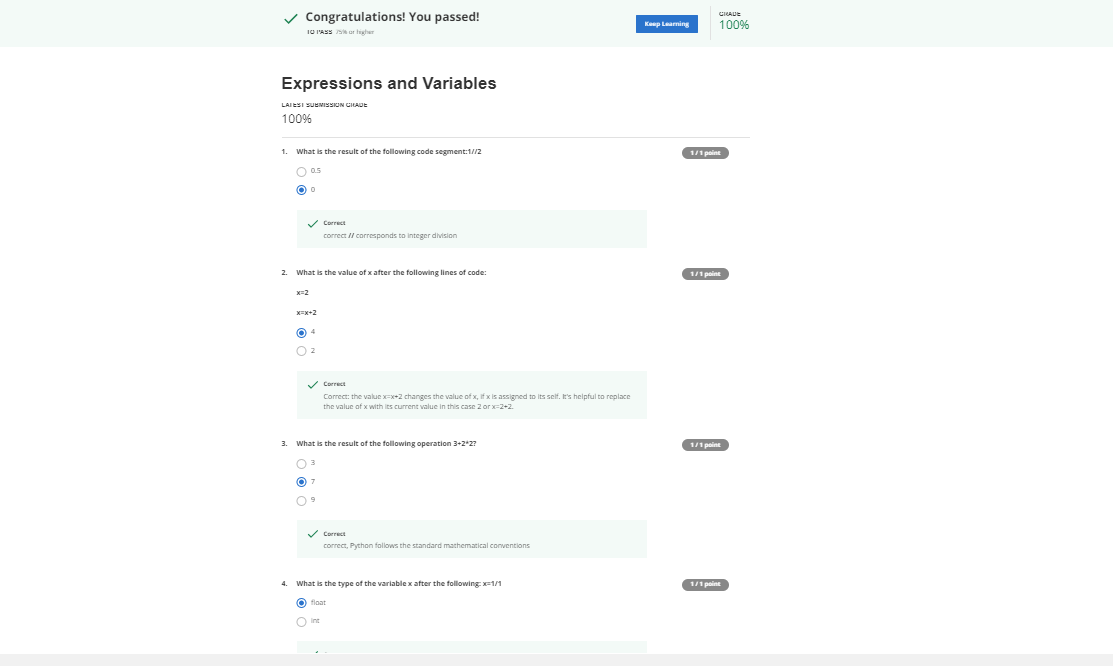 Congratulations! You passed!
TO PASS 75% or higher
Keep Learning
GRADE
100%
Expressions and Variables
LATEST SUBMISSION GRADE
100%
1. What is the result of the following code segment:1//2
1 / 1 point
0.5
0
Correct
correct // corresponds to integer division
2. What is the value of x after the following lines of code:
1 / 1 point
x=2
x=x+2
4
2
Correct
Correct: the value x=x+2 changes the value of x, if x is assigned to its self. It's helpful to replace
the value of x with its current value in this case 2 or x=2+2.
3. What is the result of the following operation 3+2*2?
1 / 1 point
3
7
9
Correct
correct, Python follows the standard mathematical conventions
4. What is the type of the variable x after the following: x=1/1
1 / 1 point
float
int